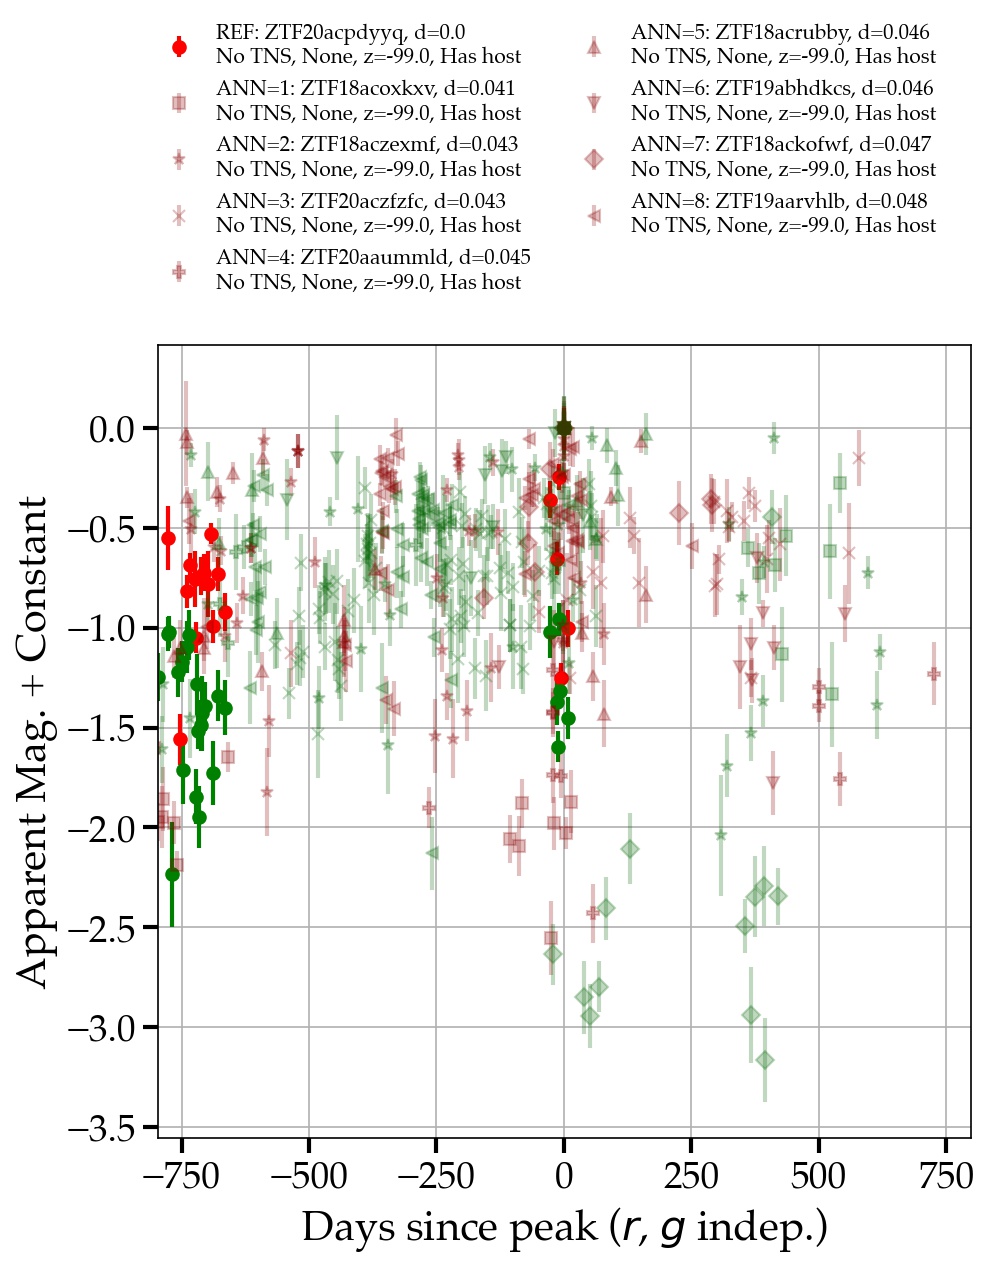 REF: ZTF20acpdyyq, d=0.0
No TNS, None, z=-99.0, Has host
ANN=1: ZTF18acoxkxv, d=0.041
No TNS, None, z=-99.0, Has host
ANN=2: ZTF18aczexmf, d=0.043
No TNS, None, z=-99.0, Has host
ANN=3: ZTF20aczfzfc, d=0.043
No TNS, None, z=-99.0, Has host
ANN=4: ZTF20aaummld, d=0.045
No TNS, None, z=-99.0, Has host
ANN=5: ZTF18acrubby, d=0.046
No TNS, None, z=-99.0, Has host
ANN=6: ZTF19abhdkcs, d=0.046
No TNS, None, z=-99.0, Has host
ANN=7: ZTF18ackofwf, d=0.047
No TNS, None, z=-99.0, Has host
ANN=8: ZTF19aarvhlb, d=0.048
No TNS, None, z=-99.0, Has host
Apparent Mag. + Constant
0.0
−0.5
−1.0
−1.5
−2.0
−2.5
−3.0
−3.5
−750 −500 −250 0 250 500 750
Days since peak (r, g indep.)